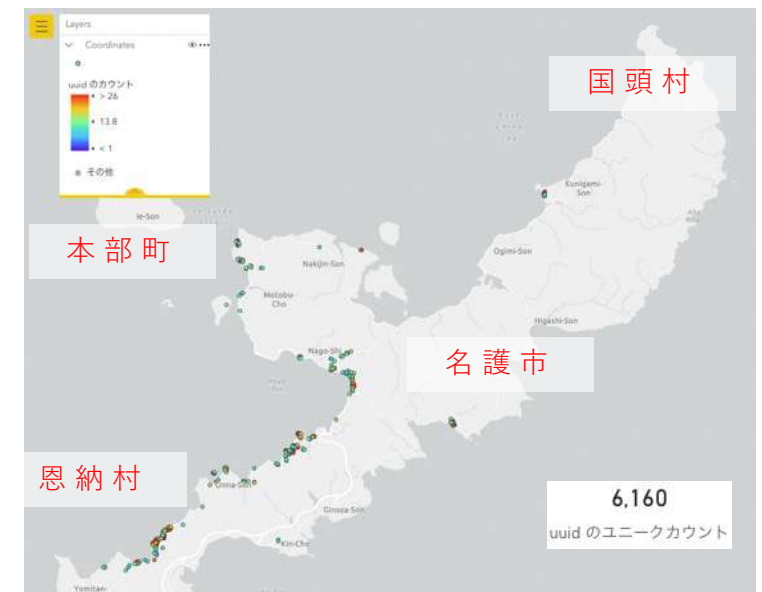 Layers
Coordinates
uuid のカウント
> 26
13.8
< 1
その他
国頭村
Kunigami-
Son
Ie-Son
本部町
Nakijin-Son
Ogimi-Son
Motobu-
Cho
Higashi-Son
Nago-Shi
名護市
恩納村
Onna-Son
6,160
uuid のユニークカウント
Ginoza-Son
Kin-Cho
Yomitan-